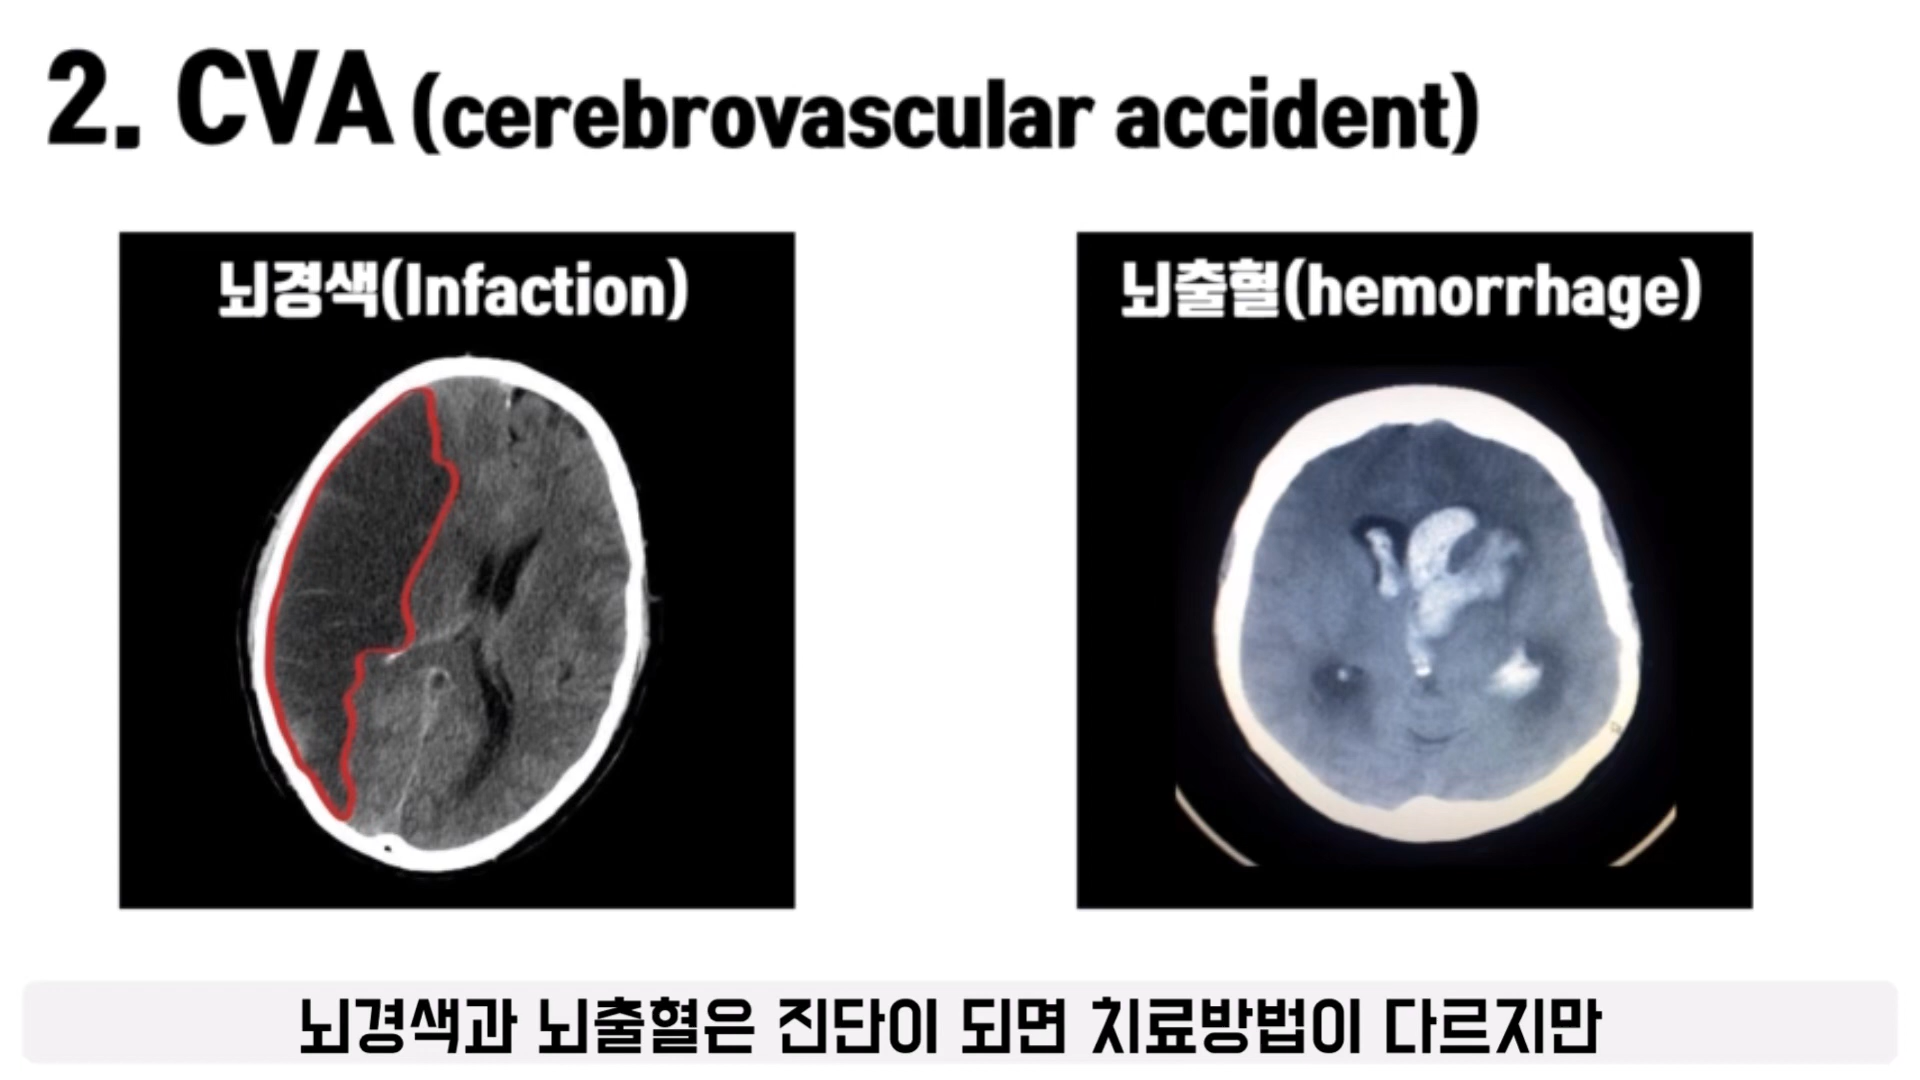 2. CVA (cerebrovascular accident)
뇌경색(Infaction)
뇌출혈(hemorrhage)
뇌경색과 뇌출혈은 진단이 되면 치료방법이 다르지만